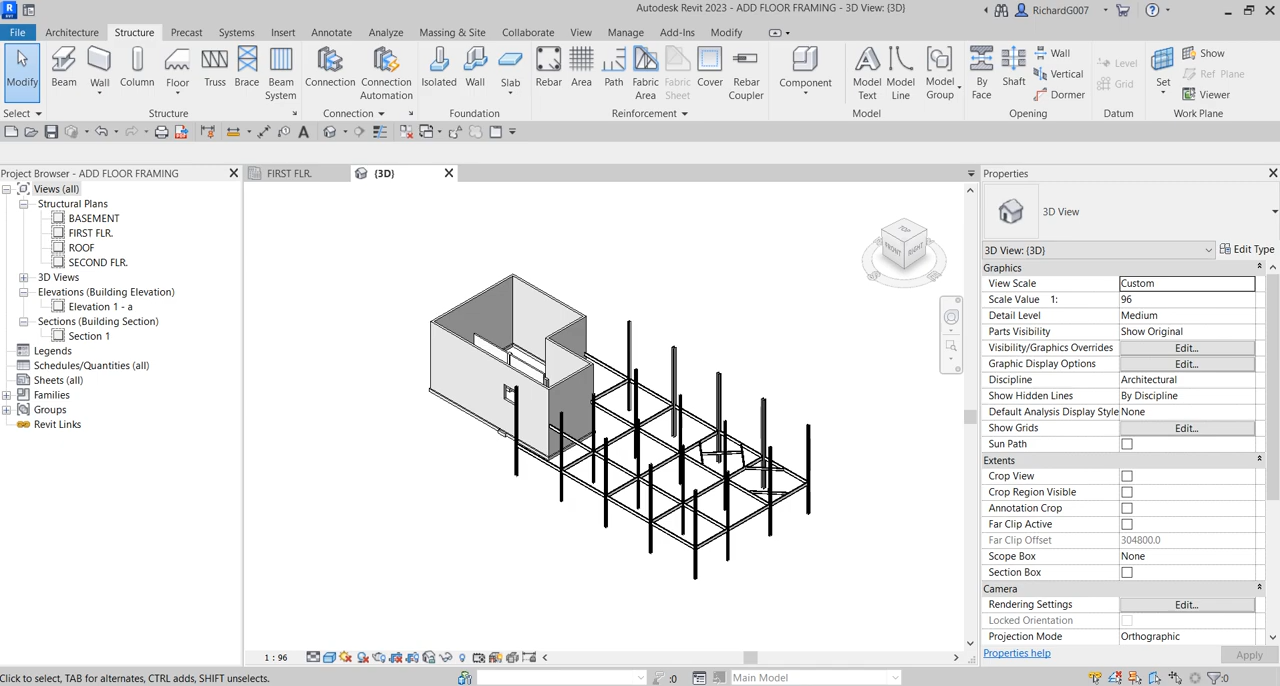 Autodesk Revit 2023 - ADD FLOOR FRAMING - 3D View: {3D}
RichardG007
File Architecture Structure Precast Systems Insert Annotate Analyze Massing & Site Collaborate View Manage Add-Ins Modify
Modify Beam Wall Column Floor Truss Brace Beam System Connection Connection Automation Isolated Wall Slab Rebar Area Path Fabric Area Fabric Sheet Cover Rebar Coupler Component Model Text Model Line Model Group By Face Shaft Wall Vertical Dormer Level Grid Set Show Ref Plane Viewer
Select Structure Connection Foundation Reinforcement Model Opening Datum Work Plane
Project Browser - ADD FLOOR FRAMING
Views (all)
Structural Plans
BASEMENT
FIRST FLR.
ROOF
SECOND FLR.
3D Views
Elevations (Building Elevation)
Elevation 1 - a
Sections (Building Section)
Section 1
Legends
Schedules/Quantities (all)
Sheets (all)
Families
Groups
Revit Links
FIRST FLR.
{3D}
TOP
FRONT
RIGHT
Properties
3D View
3D View: {3D} Edit Type
Graphics
View Scale Custom
Scale Value 1: 96
Detail Level Medium
Parts Visibility Show Original
Visibility/Graphics Overrides Edit...
Graphic Display Options Edit...
Discipline Architectural
Show Hidden Lines By Discipline
Default Analysis Display Style None
Show Grids Edit...
Sun Path
Extents
Crop View
Crop Region Visible
Annotation Crop
Far Clip Active
Far Clip Offset 304800.0
Scope Box None
Section Box
Camera
Rendering Settings Edit...
Locked Orientation
Projection Mode Orthographic
Properties help Apply
1 : 96
Click to select, TAB for alternates, CTRL adds, SHIFT unselects.
:0
Main Model
:0